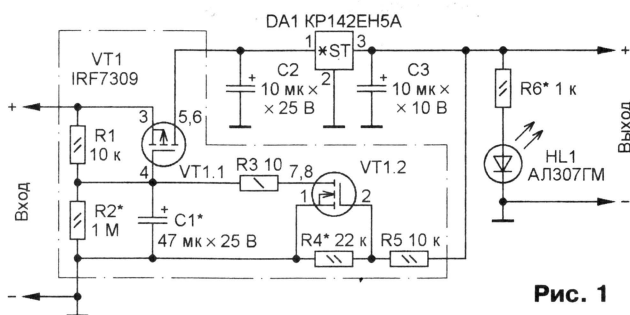 DA1 КР142ЕН5А
VT1
IRF7309
1
*ST
3
2
+
+
C2
10 мк ×
× 25 В
+
C3
10 мк ×
× 10 В
R6* 1 к
+
3
5,6
R1
10 к
4
VT1.1
R3 10
7,8
VT1.2
HL1
АЛ307ГМ
Выход
Вход
R2*
1 М
+
C1*
47 мк × 25 В
1
2
R4* 22 к
R5 10 к
−
−
Рис. 1